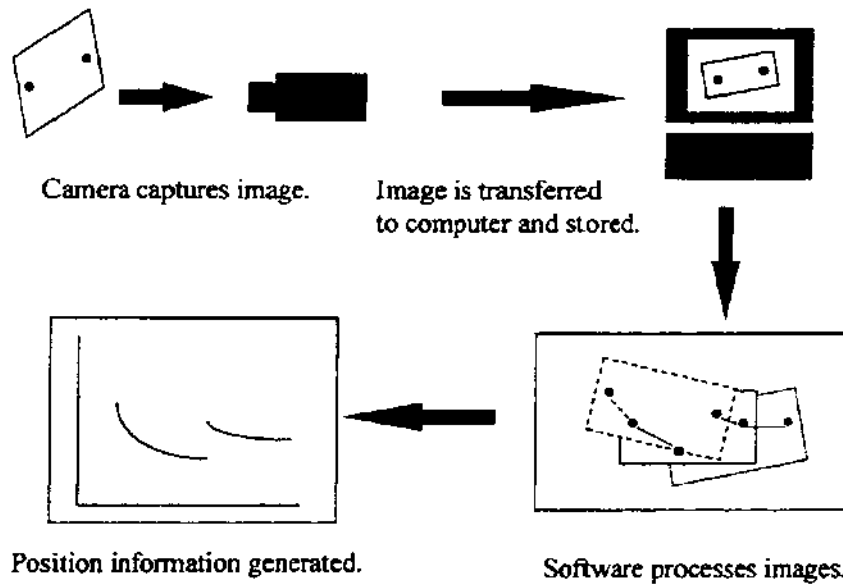 Camera captures image.
Image is transferred
to computer and stored.
Position information generated.
Software processes images.